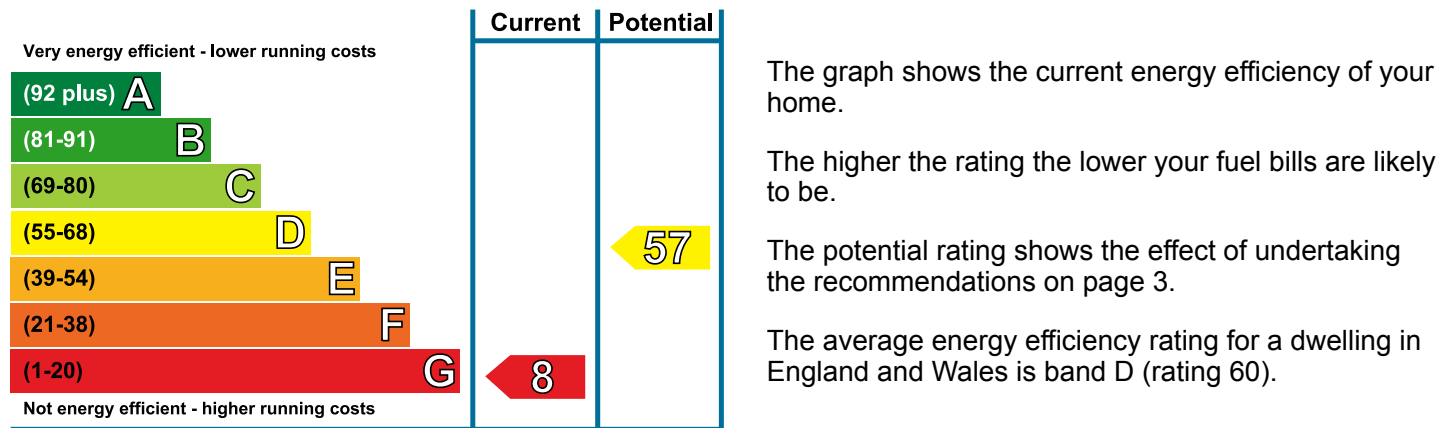 Current Potential
Very energy efficient - lower running costs
(92 plus) A
(81-91) B
(69-80) C
(55-68) D
57
(39-54) E
(21-38) F
(1-20) G
8
Not energy efficient - higher running costs
The graph shows the current energy efficiency of your
home.
The higher the rating the lower your fuel bills are likely
to be.
The potential rating shows the effect of undertaking
the recommendations on page 3.
The average energy efficiency rating for a dwelling in
England and Wales is band D (rating 60).